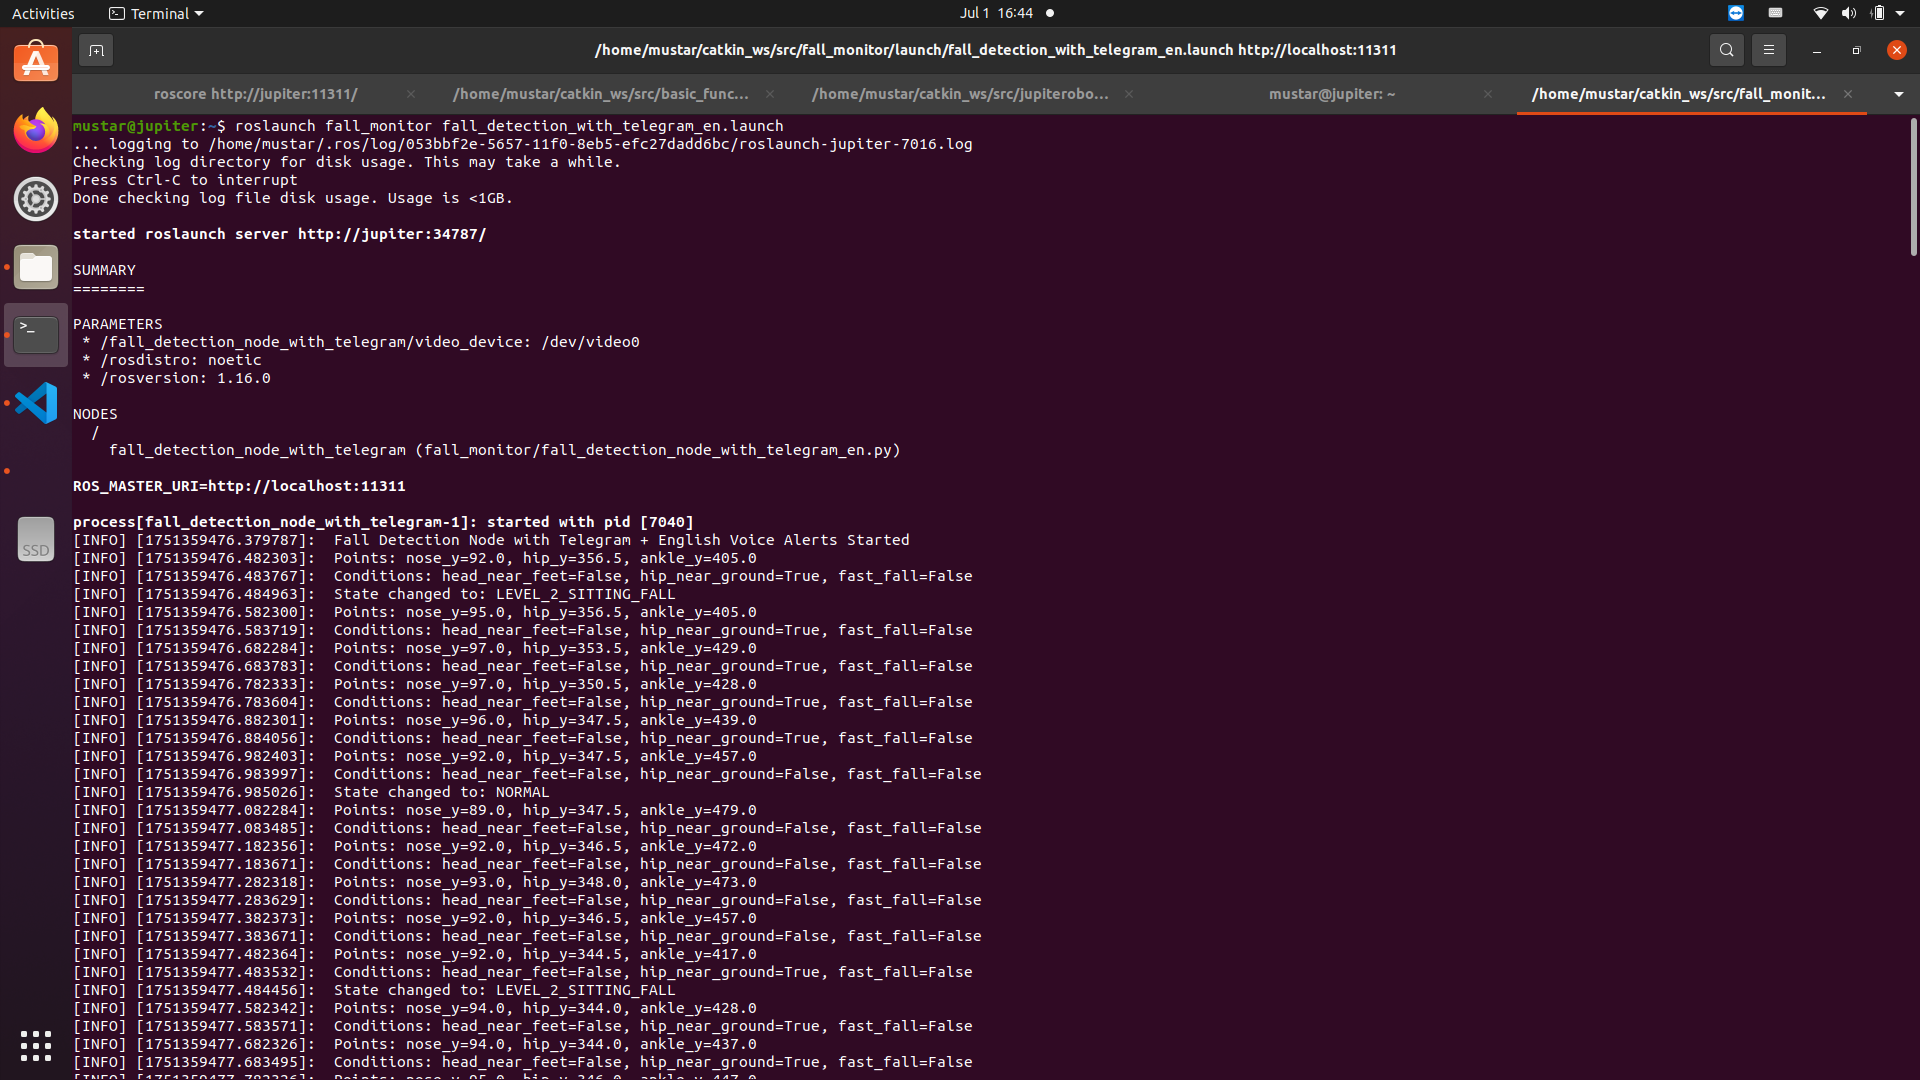 Activities
Terminal
Jul 1 16:44
/home/mustar/catkin_ws/src/fall_monitor/launch/fall_detection_with_telegram_en.launch http://localhost:11311
roscore http://jupiter:11311/
/home/mustar/catkin_ws/src/basic_func...
/home/mustar/catkin_ws/src/jupiterobo...
mustar@jupiter: ~
/home/mustar/catkin_ws/src/fall_monit...
mustar@jupiter:~$ roslaunch fall_monitor fall_detection_with_telegram_en.launch
... logging to /home/mustar/.ros/log/053bbf2e-5657-11f0-8eb5-efc27dadd6bc/roslaunch-jupiter-7016.log
Checking log directory for disk usage. This may take a while.
Press Ctrl-C to interrupt
Done checking log file disk usage. Usage is <1GB.
started roslaunch server http://jupiter:34787/
SUMMARY
========
PARAMETERS
* /fall_detection_node_with_telegram/video_device: /dev/video0
* /rosdistro: noetic
* /rosversion: 1.16.0
NODES
/
fall_detection_node_with_telegram (fall_monitor/fall_detection_node_with_telegram_en.py)
ROS_MASTER_URI=http://localhost:11311
process[fall_detection_node_with_telegram-1]: started with pid [7040]
[INFO] [1751359476.379787]: Fall Detection Node with Telegram + English Voice Alerts Started
[INFO] [1751359476.482303]: Points: nose_y=92.0, hip_y=356.5, ankle_y=405.0
[INFO] [1751359476.483767]: Conditions: head_near_feet=False, hip_near_ground=True, fast_fall=False
[INFO] [1751359476.484963]: State changed to: LEVEL_2_SITTING_FALL
[INFO] [1751359476.582300]: Points: nose_y=95.0, hip_y=356.5, ankle_y=405.0
[INFO] [1751359476.583719]: Conditions: head_near_feet=False, hip_near_ground=True, fast_fall=False
[INFO] [1751359476.682284]: Points: nose_y=97.0, hip_y=353.5, ankle_y=429.0
[INFO] [1751359476.683783]: Conditions: head_near_feet=False, hip_near_ground=True, fast_fall=False
[INFO] [1751359476.782333]: Points: nose_y=97.0, hip_y=350.5, ankle_y=428.0
[INFO] [1751359476.783604]: Conditions: head_near_feet=False, hip_near_ground=True, fast_fall=False
[INFO] [1751359476.882301]: Points: nose_y=96.0, hip_y=347.5, ankle_y=439.0
[INFO] [1751359476.884056]: Conditions: head_near_feet=False, hip_near_ground=True, fast_fall=False
[INFO] [1751359476.982403]: Points: nose_y=92.0, hip_y=347.5, ankle_y=457.0
[INFO] [1751359476.983997]: Conditions: head_near_feet=False, hip_near_ground=False, fast_fall=False
[INFO] [1751359476.985026]: State changed to: NORMAL
[INFO] [1751359477.082284]: Points: nose_y=89.0, hip_y=347.5, ankle_y=479.0
[INFO] [1751359477.083485]: Conditions: head_near_feet=False, hip_near_ground=False, fast_fall=False
[INFO] [1751359477.182356]: Points: nose_y=92.0, hip_y=346.5, ankle_y=472.0
[INFO] [1751359477.183671]: Conditions: head_near_feet=False, hip_near_ground=False, fast_fall=False
[INFO] [1751359477.282318]: Points: nose_y=93.0, hip_y=348.0, ankle_y=473.0
[INFO] [1751359477.283629]: Conditions: head_near_feet=False, hip_near_ground=False, fast_fall=False
[INFO] [1751359477.382373]: Points: nose_y=92.0, hip_y=346.5, ankle_y=457.0
[INFO] [1751359477.383671]: Conditions: head_near_feet=False, hip_near_ground=False, fast_fall=False
[INFO] [1751359477.482364]: Points: nose_y=92.0, hip_y=344.5, ankle_y=417.0
[INFO] [1751359477.483532]: Conditions: head_near_feet=False, hip_near_ground=True, fast_fall=False
[INFO] [1751359477.484456]: State changed to: LEVEL_2_SITTING_FALL
[INFO] [1751359477.582342]: Points: nose_y=94.0, hip_y=344.0, ankle_y=428.0
[INFO] [1751359477.583571]: Conditions: head_near_feet=False, hip_near_ground=True, fast_fall=False
[INFO] [1751359477.682326]: Points: nose_y=94.0, hip_y=344.0, ankle_y=437.0
[INFO] [1751359477.683495]: Conditions: head_near_feet=False, hip_near_ground=True, fast_fall=False
SSD